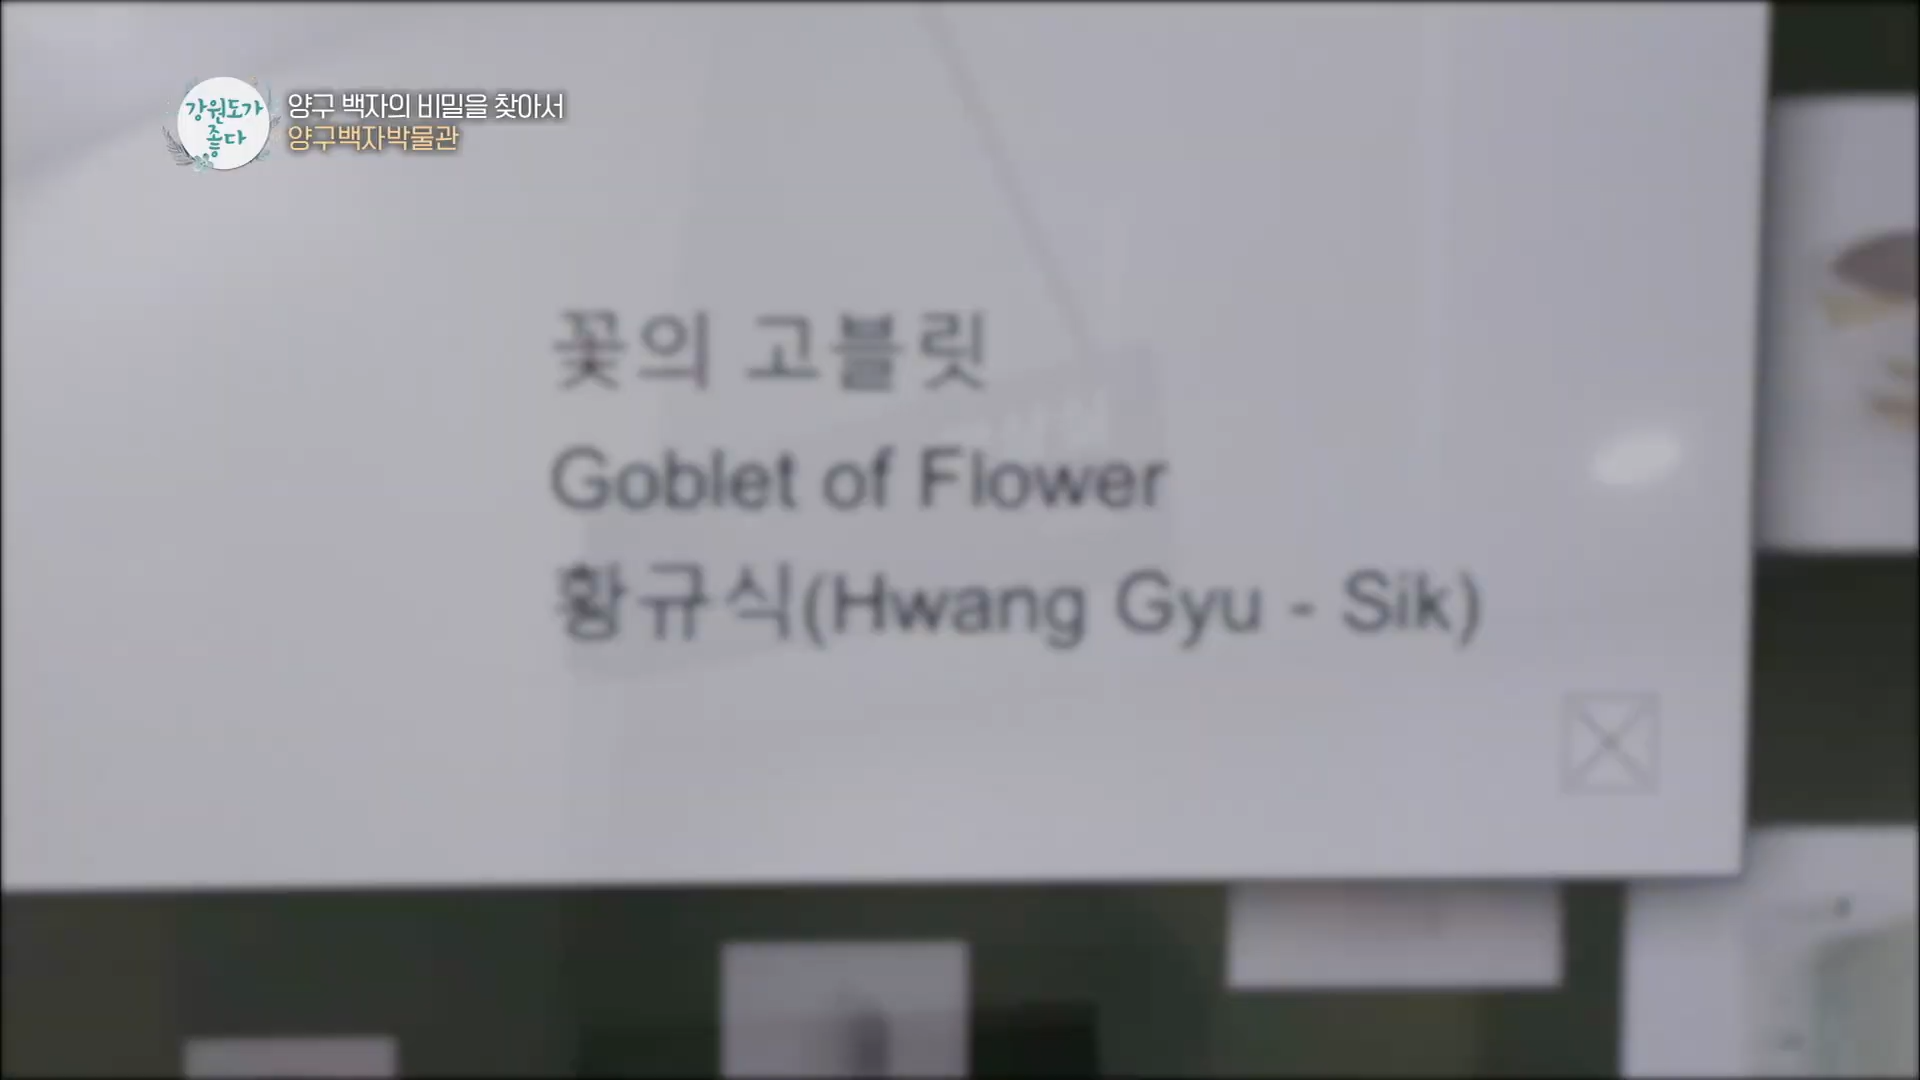 강원도가
좋다
양구 백자의 비밀을 찾아서
양구백자박물관
꽃의 고블릿
Goblet of Flower
황규식(Hwang Gyu - Sik)